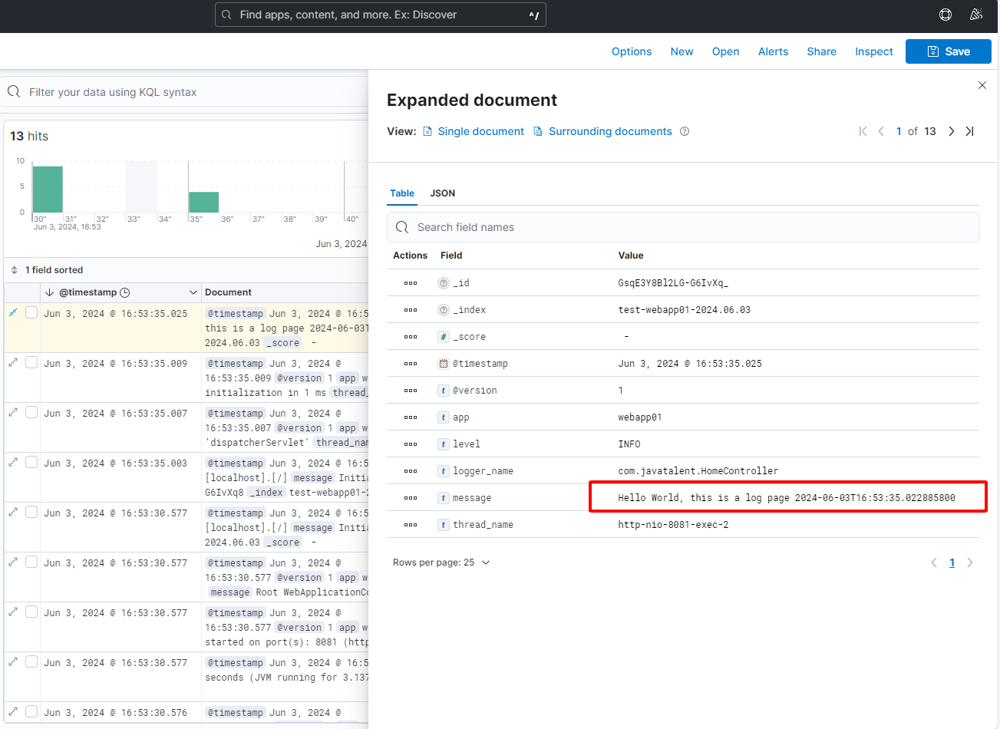 Find apps, content, and more. Ex: Discover ^/
Options New Open Alerts Share Inspect Save
Filter your data using KQL syntax
13 hits
10
5
0
30" 31" 32" 33" 34" 35" 36" 37" 38" 39" 40"
Jun 3, 2024, 16:53
Jun 3, 2024
1 field sorted
@timestamp Document
Jun 3, 2024 @ 16:53:35.025 @timestamp Jun 3, 2024 @ 16:5
this is a log page 2024-06-03T
2024.06.03 _score -
Jun 3, 2024 @ 16:53:35.009 @timestamp Jun 3, 2024 @
16:53:35.009 @version 1 app w
initialization in 1 ms thread_
Jun 3, 2024 @ 16:53:35.007 @timestamp Jun 3, 2024 @
16:53:35.007 @version 1 app w
'dispatcherServlet' thread_nam
Jun 3, 2024 @ 16:53:35.003 @timestamp Jun 3, 2024 @ 16:5
[localhost].[/] message Initi
G6IvXq8 _index test-webapp01-2
Jun 3, 2024 @ 16:53:30.577 @timestamp Jun 3, 2024 @ 16:5
[localhost].[/] message Initi
2024.06.03 _score -
Jun 3, 2024 @ 16:53:30.577 @timestamp Jun 3, 2024 @
16:53:30.577 @version 1 app w
message Root WebApplicationCo
Jun 3, 2024 @ 16:53:30.577 @timestamp Jun 3, 2024 @
16:53:30.577 @version 1 app w
started on port(s): 8081 (http
Jun 3, 2024 @ 16:53:30.577 @timestamp Jun 3, 2024 @ 16:5
seconds (JVM running for 3.137
Jun 3, 2024 @ 16:53:30.576 @timestamp Jun 3, 2024 @
Expanded document
View: Single document Surrounding documents
1 of 13
Table JSON
Search field names
Actions Field Value
_id GsqE3Y8Bl2LG-G6IvXq_
_index test-webapp01-2024.06.03
# _score -
@timestamp Jun 3, 2024 @ 16:53:35.025
t @version 1
t app webapp01
t level INFO
t logger_name com.javatalent.HomeController
t message Hello World, this is a log page 2024-06-03T16:53:35.022885800
t thread_name http-nio-8081-exec-2
Rows per page: 25
1